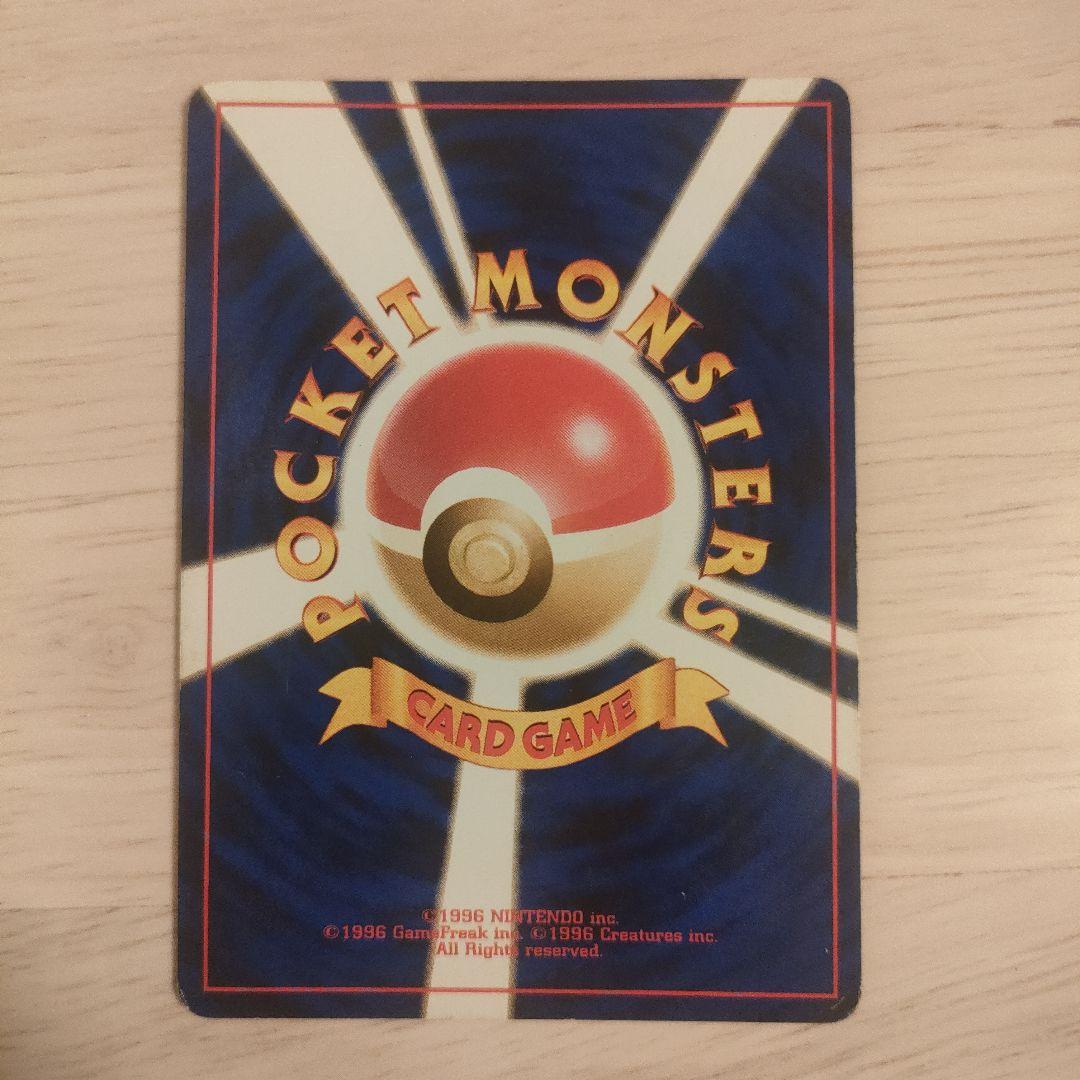 POCKET MONSTERS
CARD GAME
©1996 NINTENDO inc.
©1996 GameFreak inc. ©1996 Creatures inc.
All Rights reserved.